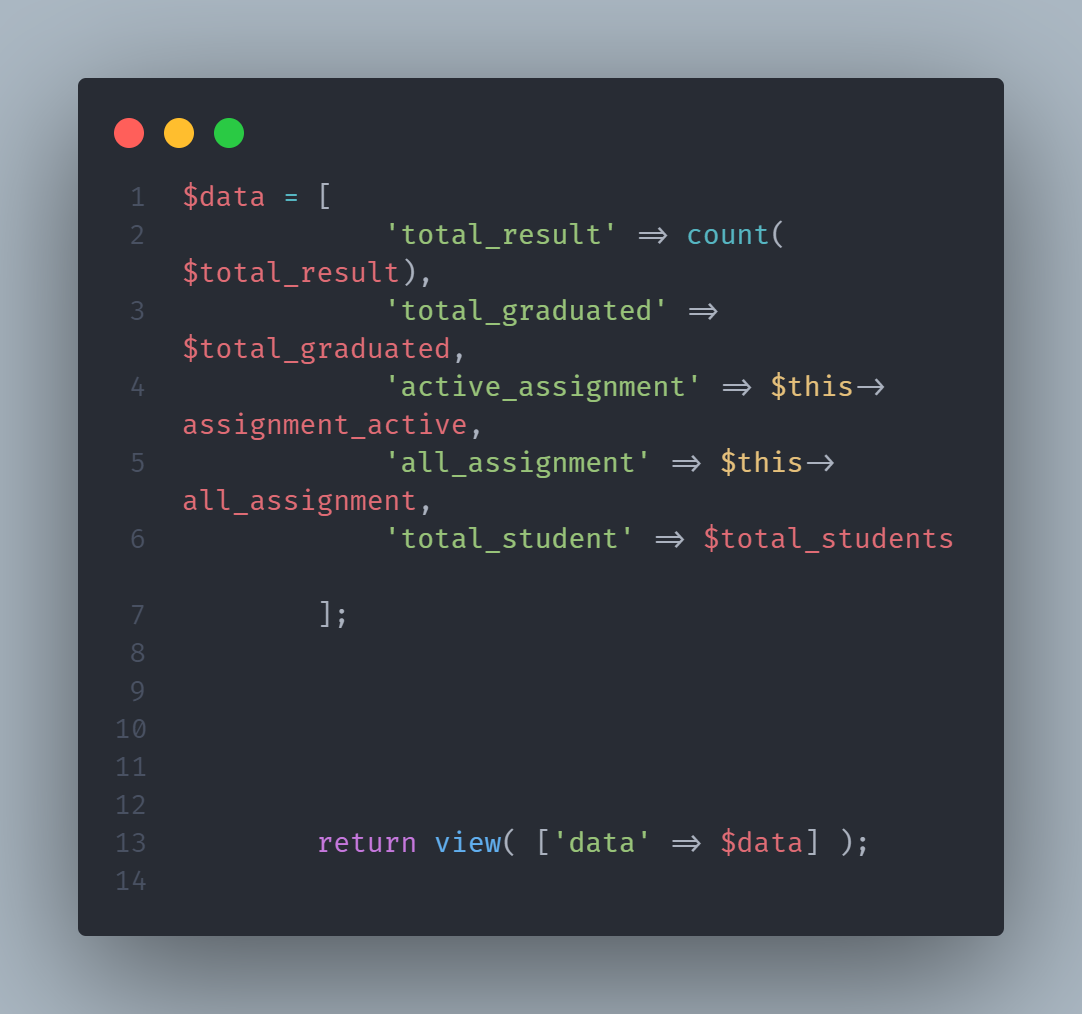 1 $data = [
2 'total_result' => count(
$total_result),
3 'total_graduated' =>
$total_graduated,
4 'active_assignment' => $this->
assignment_active,
5 'all_assignment' => $this->
all_assignment,
6 'total_student' => $total_students
7 ];
8
9
10
11
12
13 return view( ['data' => $data] );
14